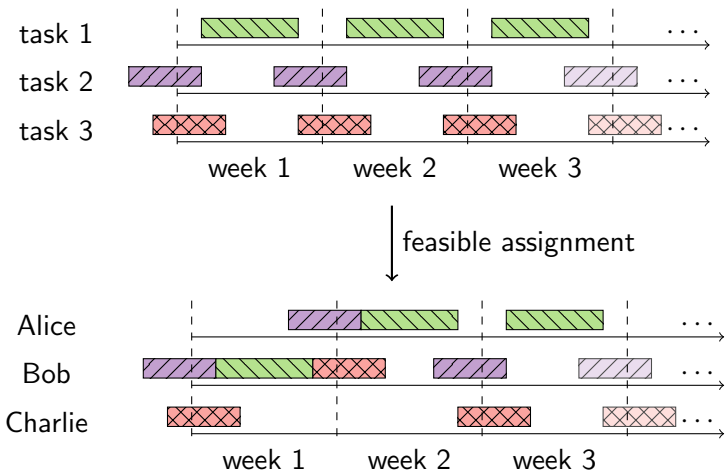 task 1 ...
task 2 ...
task 3 ...
week 1 week 2 week 3
feasible assignment
Alice ...
Bob ...
Charlie ...
week 1 week 2 week 3